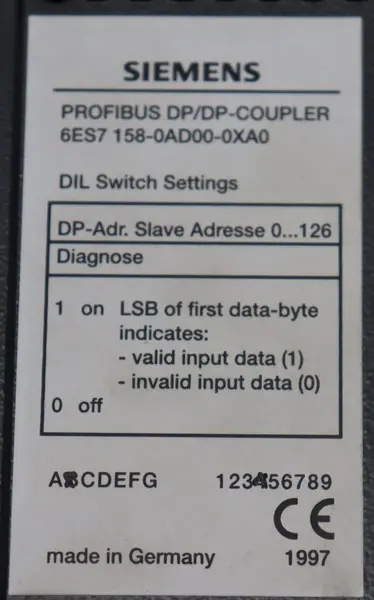 SIEMENS
PROFIBUS DP/DP-COUPLER
6ES7 158-0AD00-0XA0
DIL Switch Settings
DP-Adr. Slave Adresse 0...126
Diagnose
1 on LSB of first data-byte
indicates:
- valid input data (1)
- invalid input data (0)
0 off
ABCDEFG 123456789
CE
made in Germany 1997